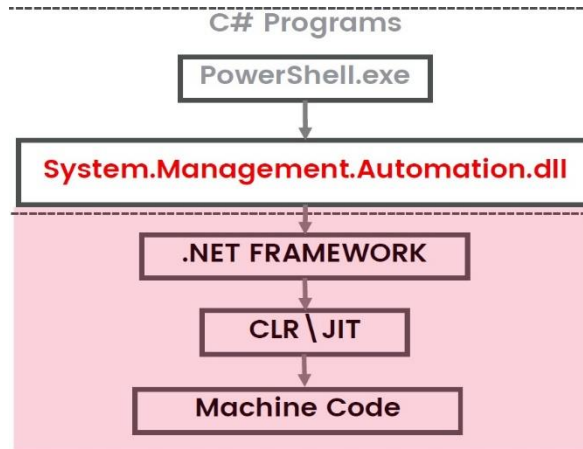 C# Programs
PowerShell.exe
System.Management.Automation.dll
.NET FRAMEWORK
CLR\JIT
Machine Code